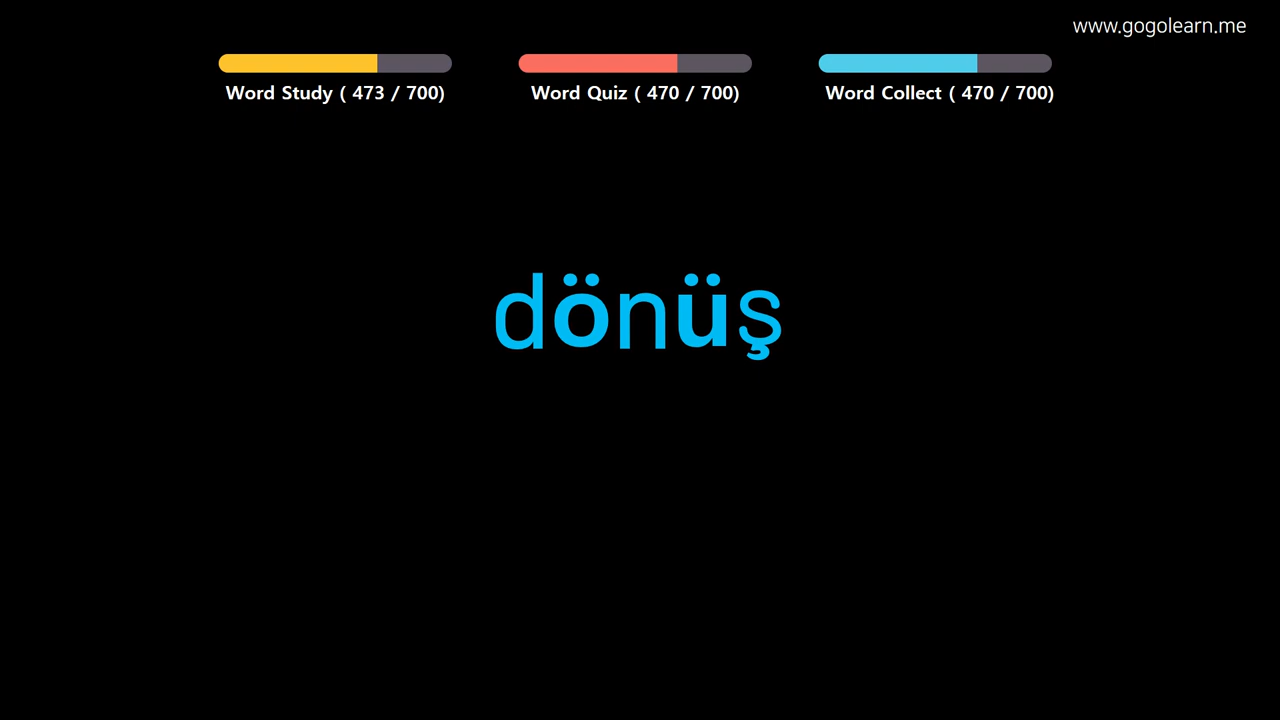 www.gogolearn.me
Word Study ( 473 / 700)
Word Quiz ( 470 / 700)
Word Collect ( 470 / 700)
dönüş